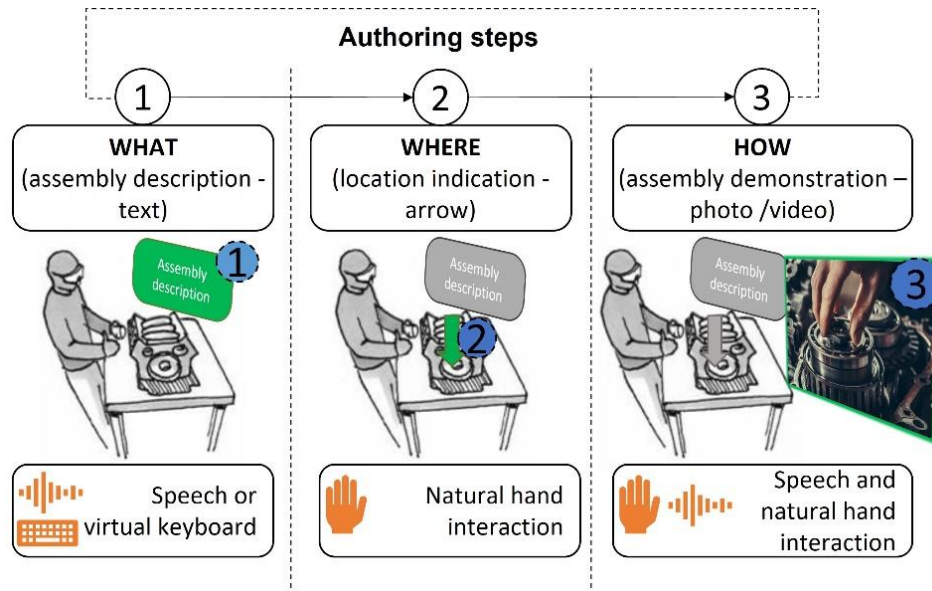 Authoring steps
1
2
3
WHAT
(assembly description -
text)
WHERE
(location indication -
arrow)
HOW
(assembly demonstration –
photo /video)
Assembly
description
1
Assembly
description
2
Assembly
description
3
Speech or
virtual keyboard
Natural hand
interaction
Speech and
natural hand
interaction